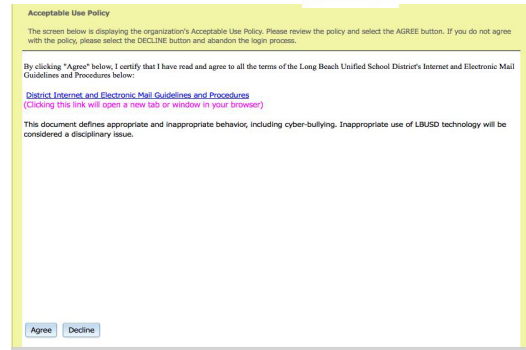 Acceptable Use Policy
The screen below is displaying the organization's Acceptable Use Policy. Please review the policy and select the AGREE button. If you do not agree
with the policy, please select the DECLINE button and abandon the login process.
By clicking "Agree" below, I certify that I have read and agree to all the terms of the Long Beach Unified School District's Internet and Electronic Mail
Guidelines and Procedures below:
District Internet and Electronic Mail Guidelines and Procedures
(Clicking this link will open a new tab or window in your browser)
This document defines appropriate and inappropriate behavior, including cyber-bullying. Inappropriate use of LBUSD technology will be
considered a disciplinary issue.
Agree Decline